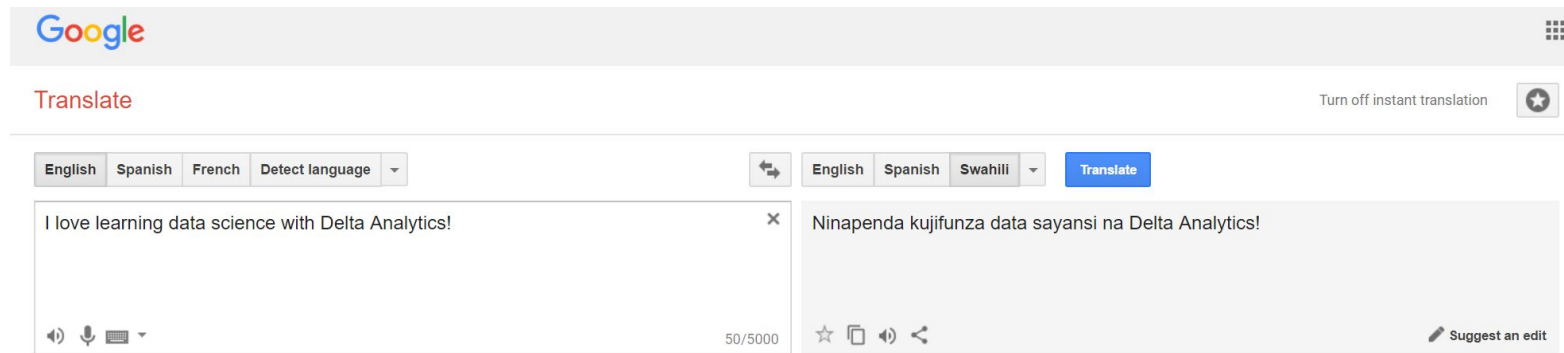 Google
Translate
Turn off instant translation
English Spanish French Detect language
English Spanish Swahili Translate
I love learning data science with Delta Analytics!
Ninapenda kujifunza data sayansi na Delta Analytics!
50/5000
Suggest an edit